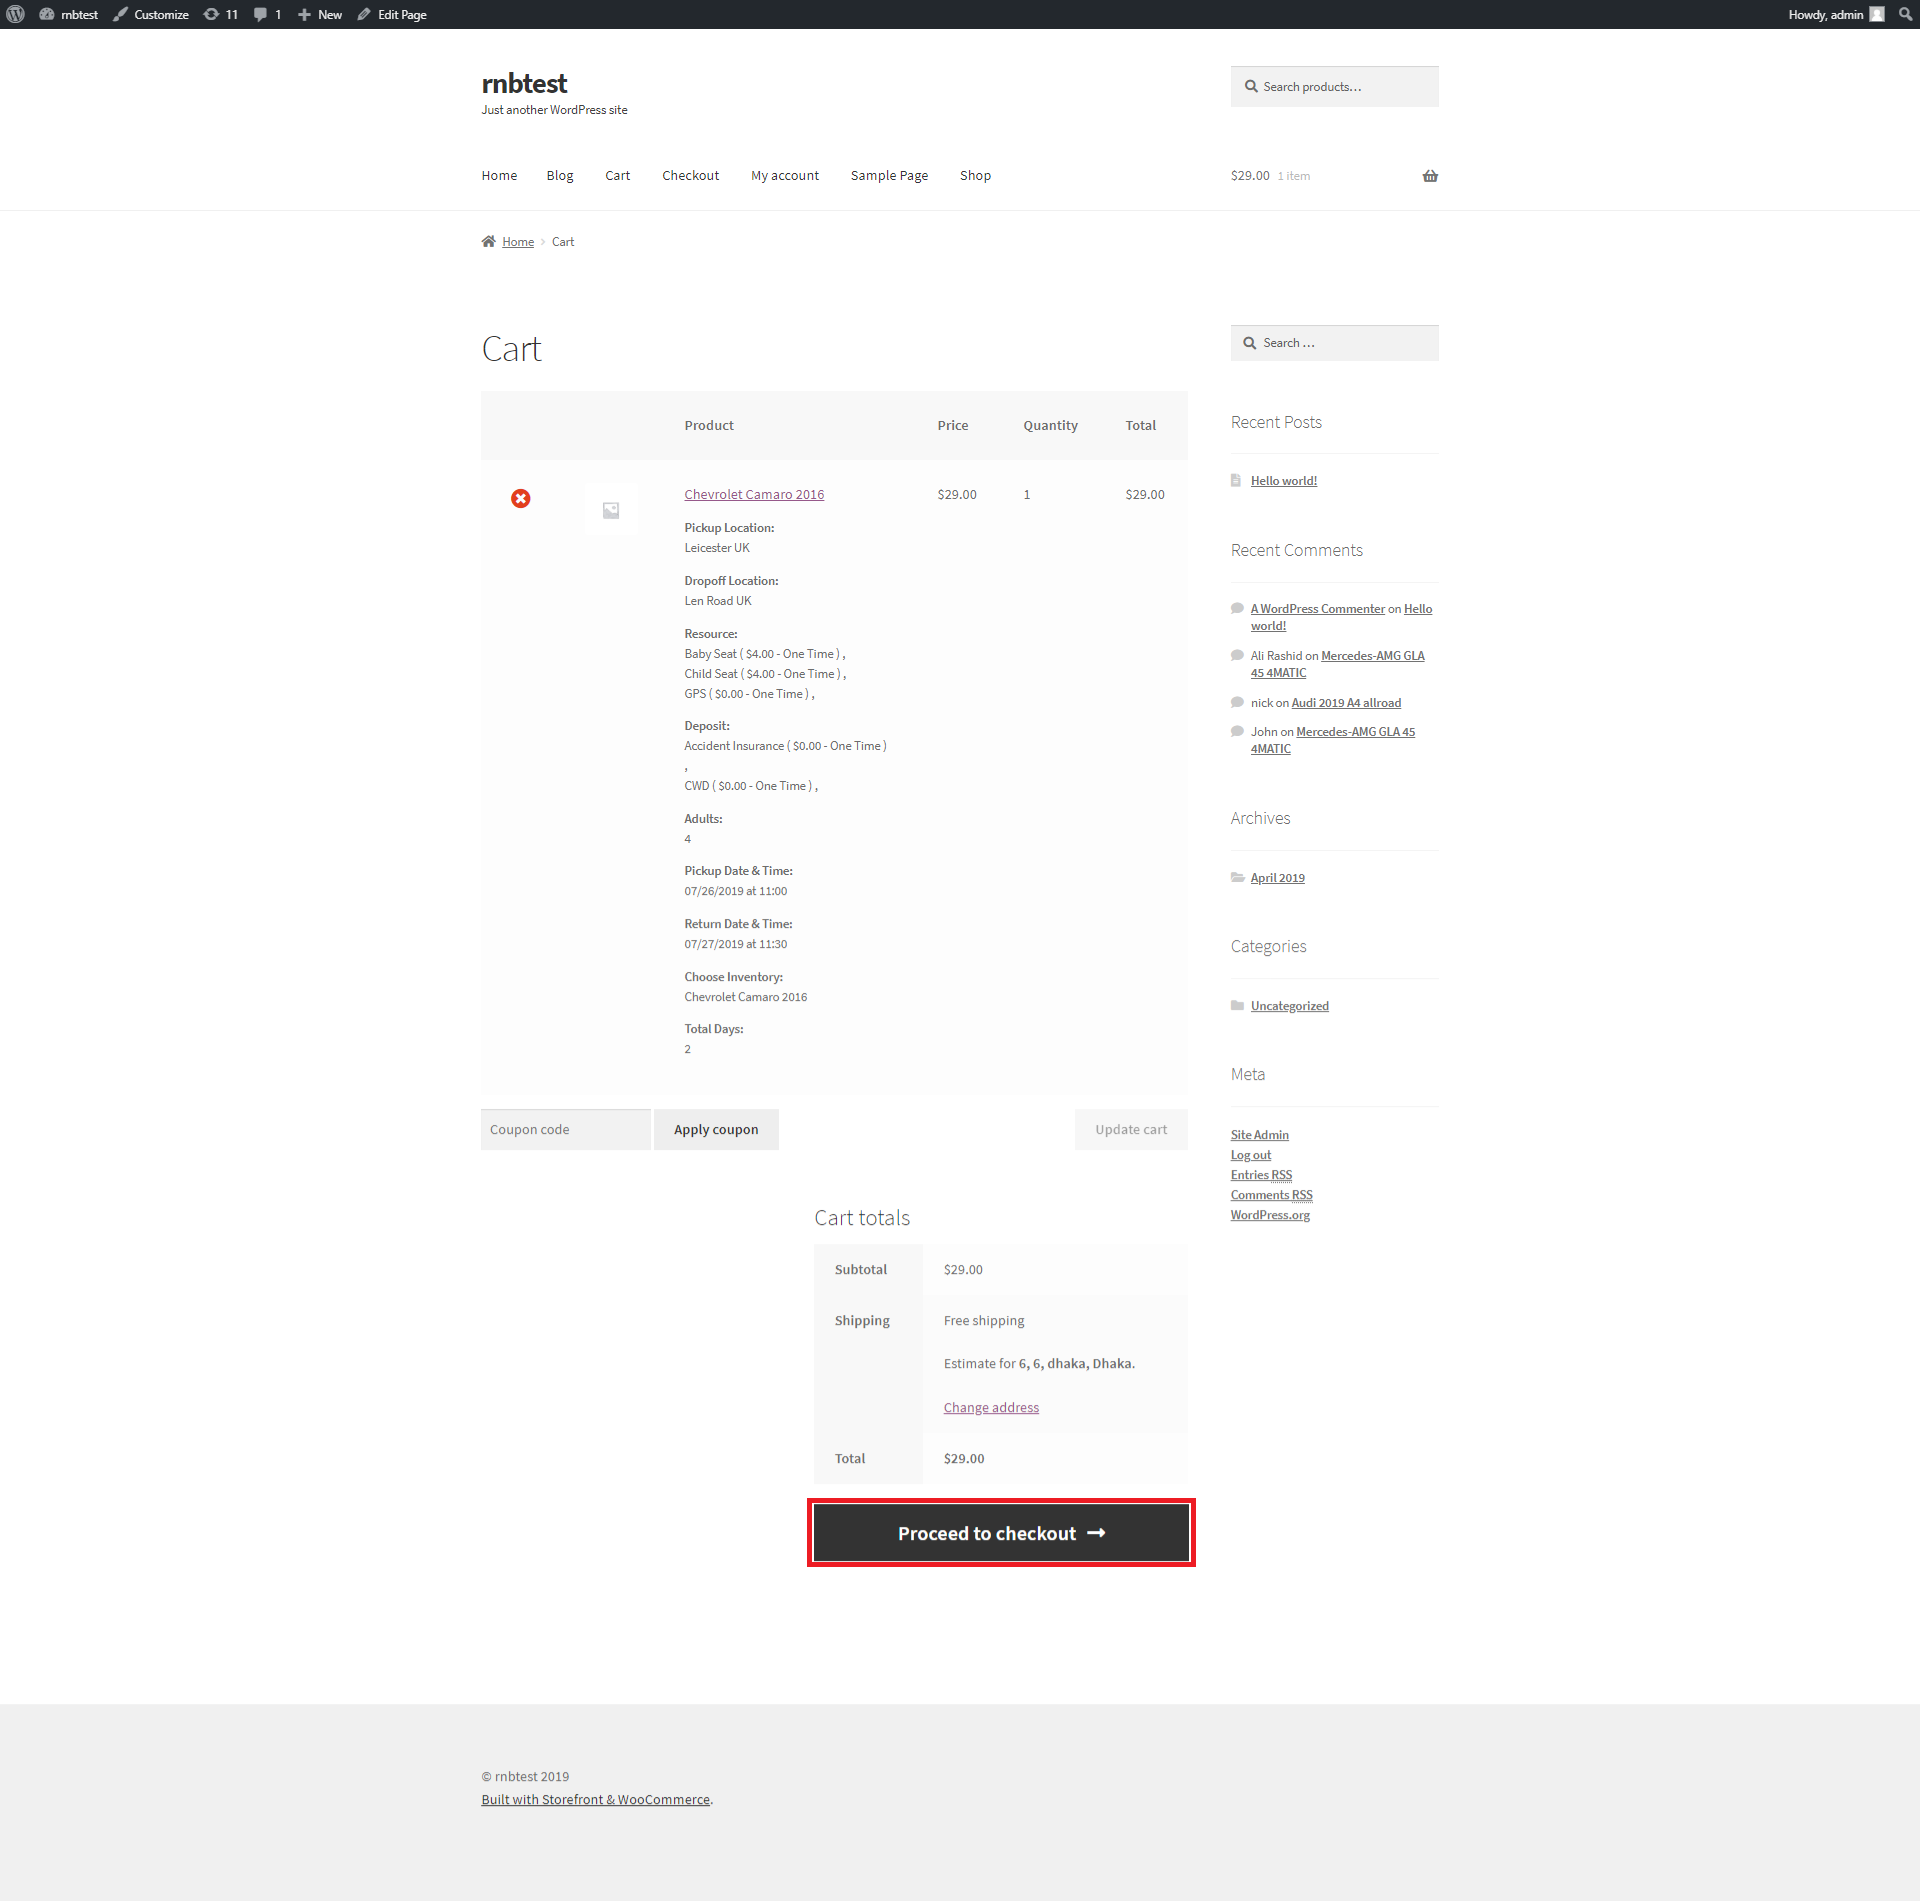 rnbtest
Customize
11
1
New
Edit Page
Howdy, admin
rnbtest
Just another WordPress site
Search products…
Home
Blog
Cart
Checkout
My account
Sample Page
Shop
$29.00 1 item
Home
Cart
Cart
Search …
Product Price Quantity Total
Chevrolet Camaro 2016 $29.00 1 $29.00
Pickup Location:
Leicester UK
Dropoff Location:
Len Road UK
Resource:
Baby Seat ( $4.00 - One Time ) ,
Child Seat ( $4.00 - One Time ) ,
GPS ( $0.00 - One Time ) ,
Deposit:
Accident Insurance ( $0.00 - One Time )
,
CWD ( $0.00 - One Time ) ,
Adults:
4
Pickup Date & Time:
07/26/2019 at 11:00
Return Date & Time:
07/27/2019 at 11:30
Choose Inventory:
Chevrolet Camaro 2016
Total Days:
2
Coupon code
Apply coupon
Update cart
Cart totals
Subtotal $29.00
Shipping Free shipping
Estimate for 6, 6, dhaka, Dhaka.
Change address
Total $29.00
Proceed to checkout
Recent Posts
Hello world!
Recent Comments
A WordPress Commenter on Hello
world!
Ali Rashid on Mercedes-AMG GLA
45 4MATIC
nick on Audi 2019 A4 allroad
John on Mercedes-AMG GLA 45
4MATIC
Archives
April 2019
Categories
Uncategorized
Meta
Site Admin
Log out
Entries RSS
Comments RSS
WordPress.org
© rnbtest 2019
Built with Storefront & WooCommerce.